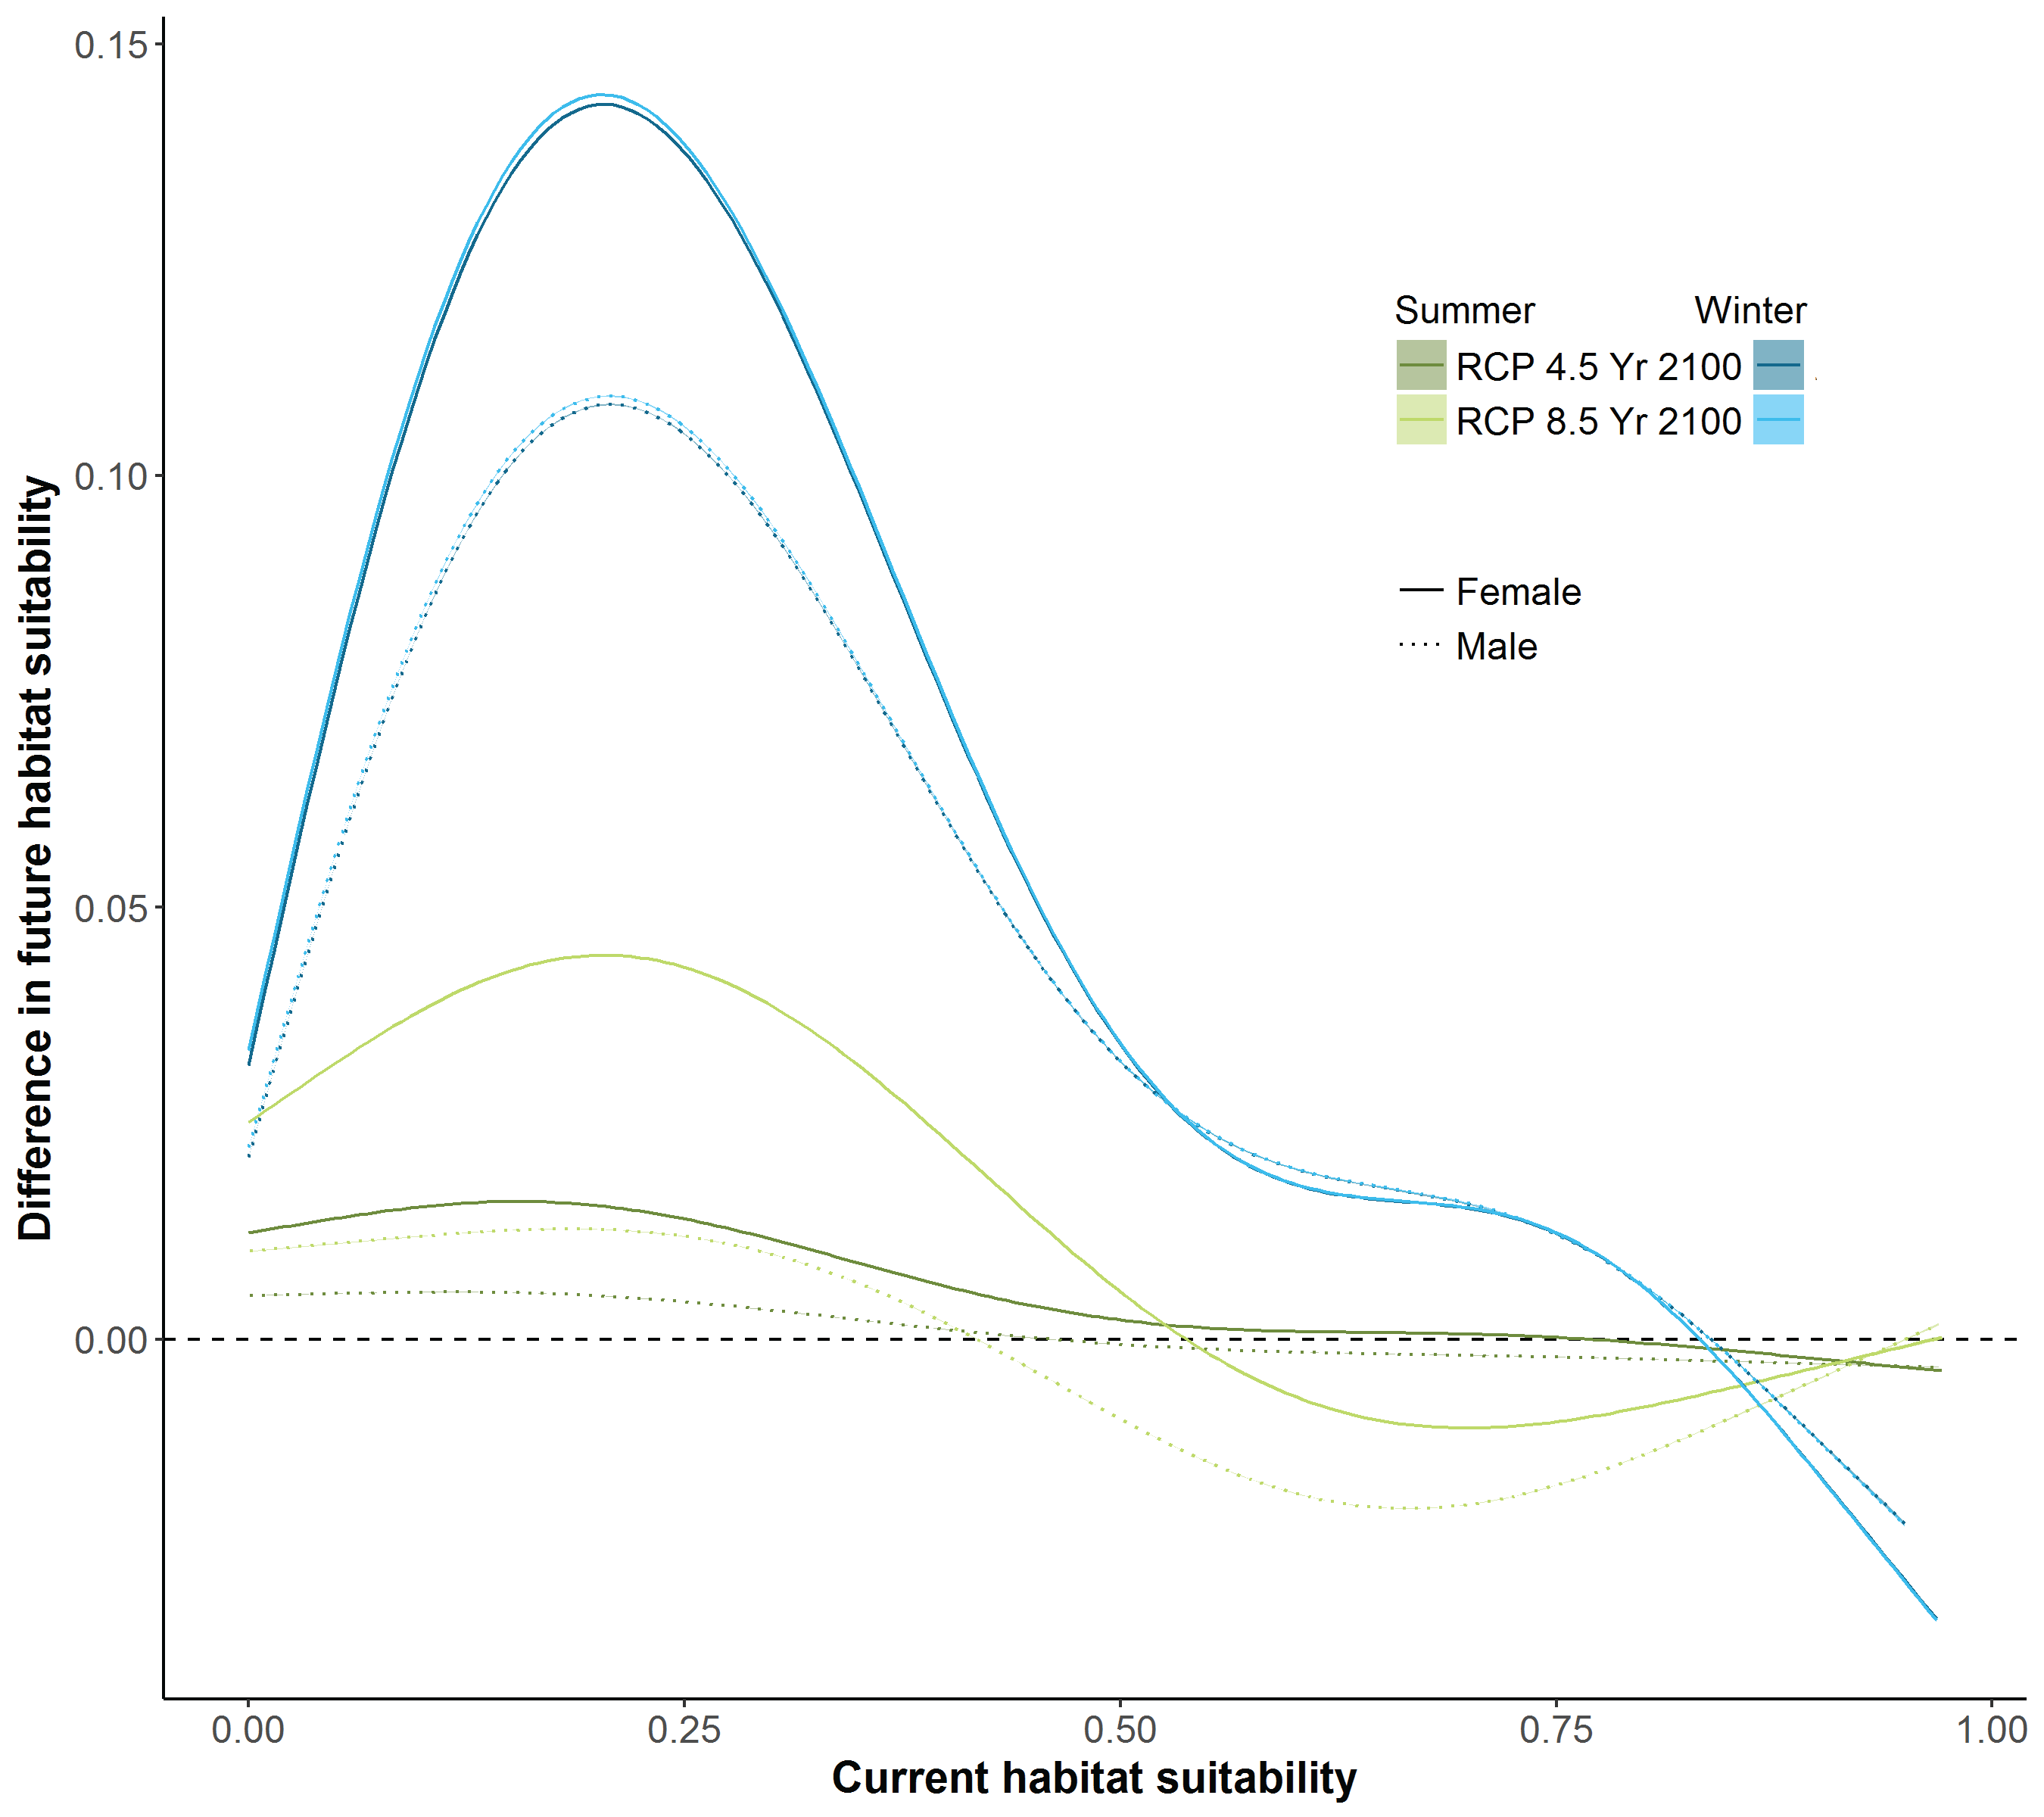 0.15
0.10
0.05
0.00
Difference in future habitat suitability
Summer Winter
RCP 4.5 Yr 2100
RCP 8.5 Yr 2100
Female
Male
0.00 0.25 0.50 0.75 1.00
Current habitat suitability